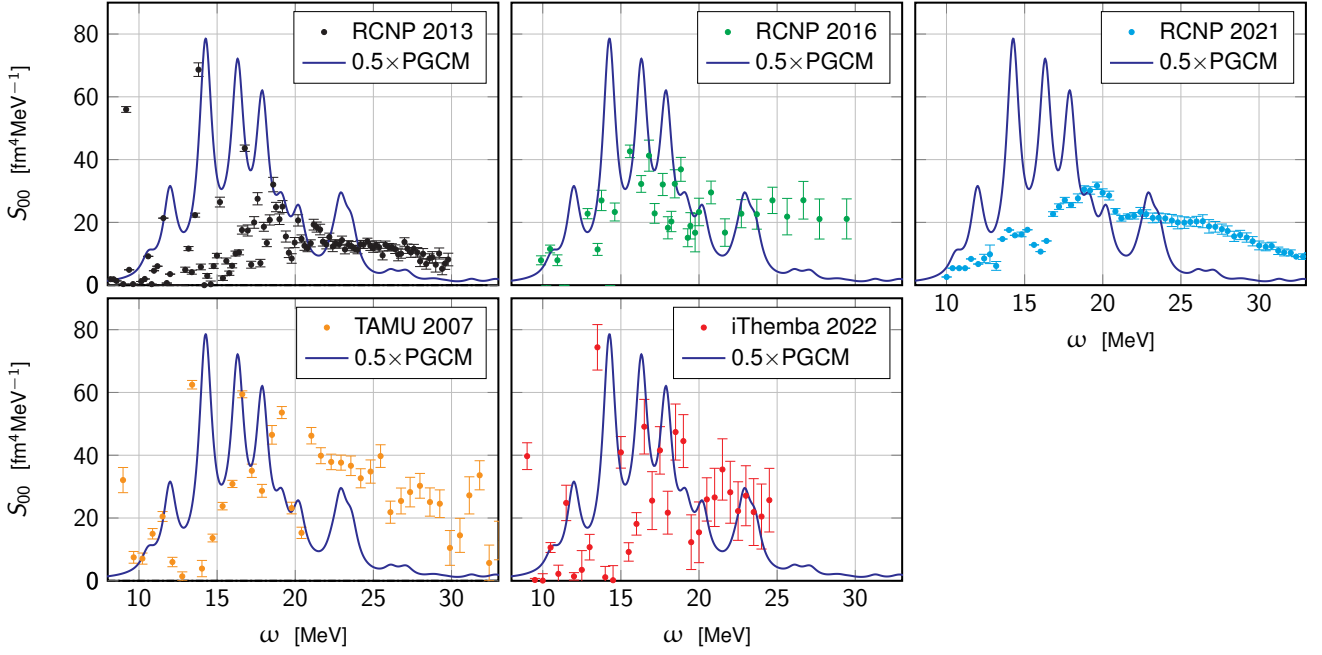 RCNP 2013
0.5×PGCM
RCNP 2016
0.5×PGCM
RCNP 2021
0.5×PGCM
80
60
40
20
0
S₀₀ [fm⁴MeV⁻¹]
10 15 20 25 30
ω [MeV]
TAMU 2007
0.5×PGCM
iThemba 2022
0.5×PGCM
80
60
40
20
0
S₀₀ [fm⁴MeV⁻¹]
10 15 20 25 30
10 15 20 25 30
ω [MeV]
ω [MeV]